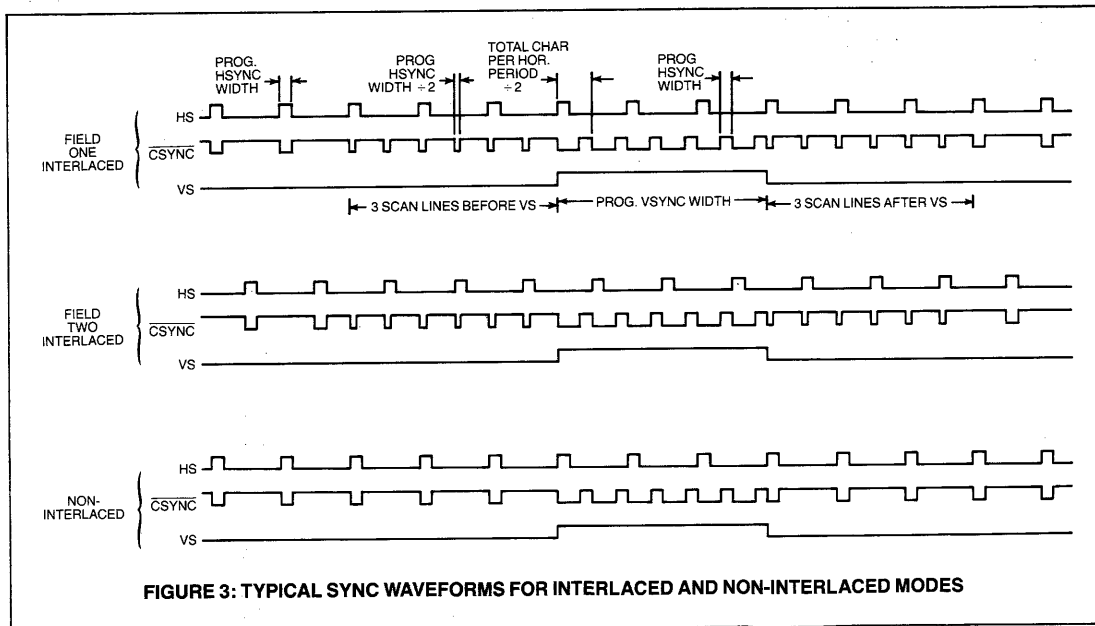 PROG.
HSYNC
WIDTH
PROG
HSYNC
WIDTH ÷2
TOTAL CHAR
PER HOR.
PERIOD
÷2
PROG
HSYNC
WIDTH
FIELD
ONE
INTERLACED
HS
CSYNC
VS
3 SCAN LINES BEFORE VS
PROG. VSYNC WIDTH
3 SCAN LINES AFTER VS
FIELD
TWO
INTERLACED
HS
CSYNC
VS
NON-
INTERLACED
HS
CSYNC
VS
FIGURE 3: TYPICAL SYNC WAVEFORMS FOR INTERLACED AND NON-INTERLACED MODES